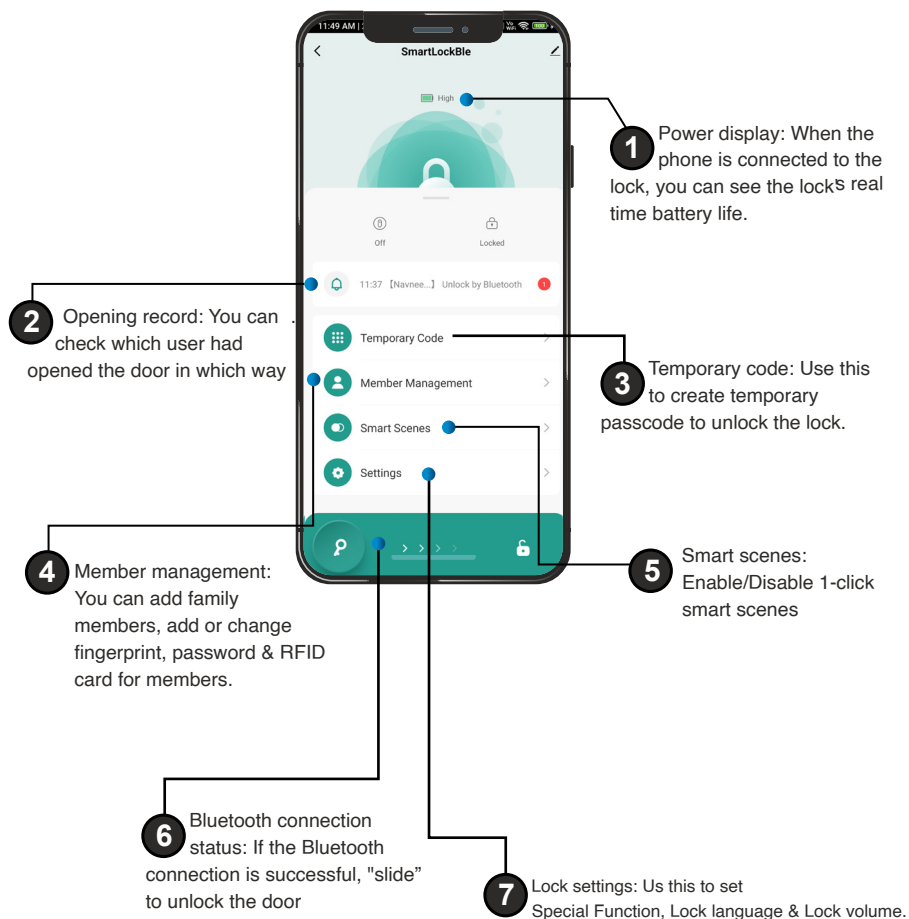 11:49 AM |
Vo
WiFi
100
SmartLockBle
High
1
Power display: When the
phone is connected to the
lock, you can see the lock's real
time battery life.
Off
Locked
11:37 【Navnee...】 Unlock by Bluetooth
1
2
Opening record: You can .
check which user had
opened the door in which way
Temporary Code
Member Management
Smart Scenes
Settings
3
Temporary code: Use this
to create temporary
passcode to unlock the lock.
4
Member management:
You can add family
members, add or change
fingerprint, password & RFID
card for members.
5
Smart scenes:
Enable/Disable 1-click
smart scenes
6
Bluetooth connection
status: If the Bluetooth
connection is successful, "slide”
to unlock the door
7
Lock settings: Us this to set
Special Function, Lock language & Lock volume.